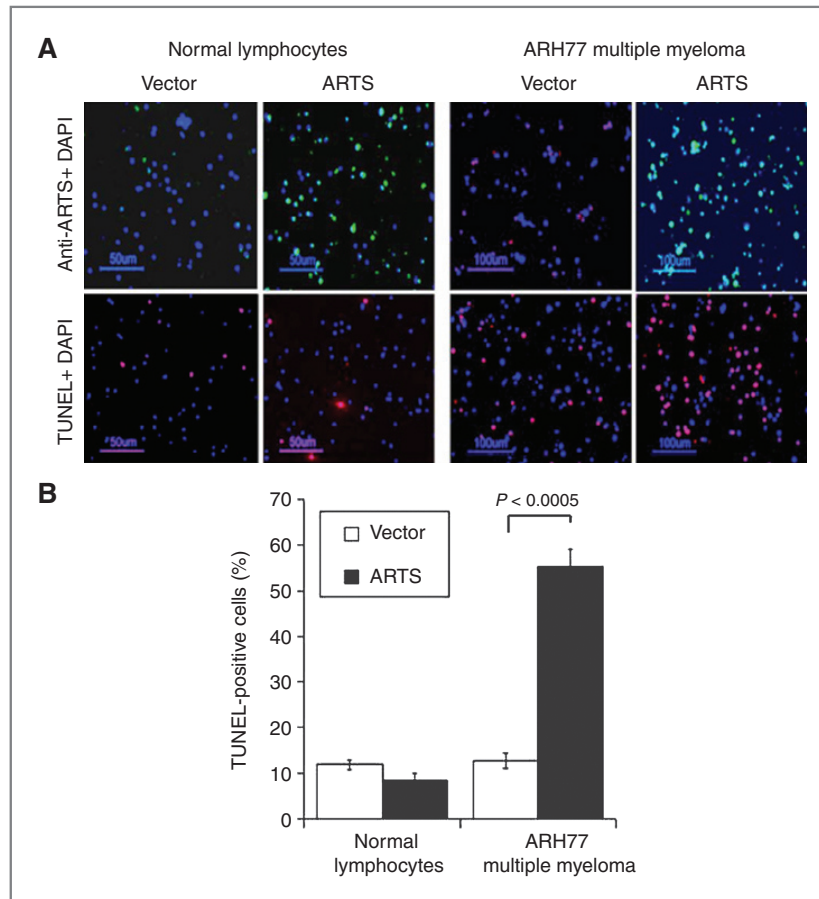 A
Normal lymphocytes
ARH77 multiple myeloma
Vector
ARTS
Vector
ARTS
Anti-ARTS+ DAPI
50um
50um
100um
100um
TUNEL+ DAPI
50um
50um
100um
100um
B
P < 0.0005
TUNEL-positive cells (%)
70
60
50
40
30
20
10
0
Vector
ARTS
Normal
lymphocytes
ARH77
multiple myeloma